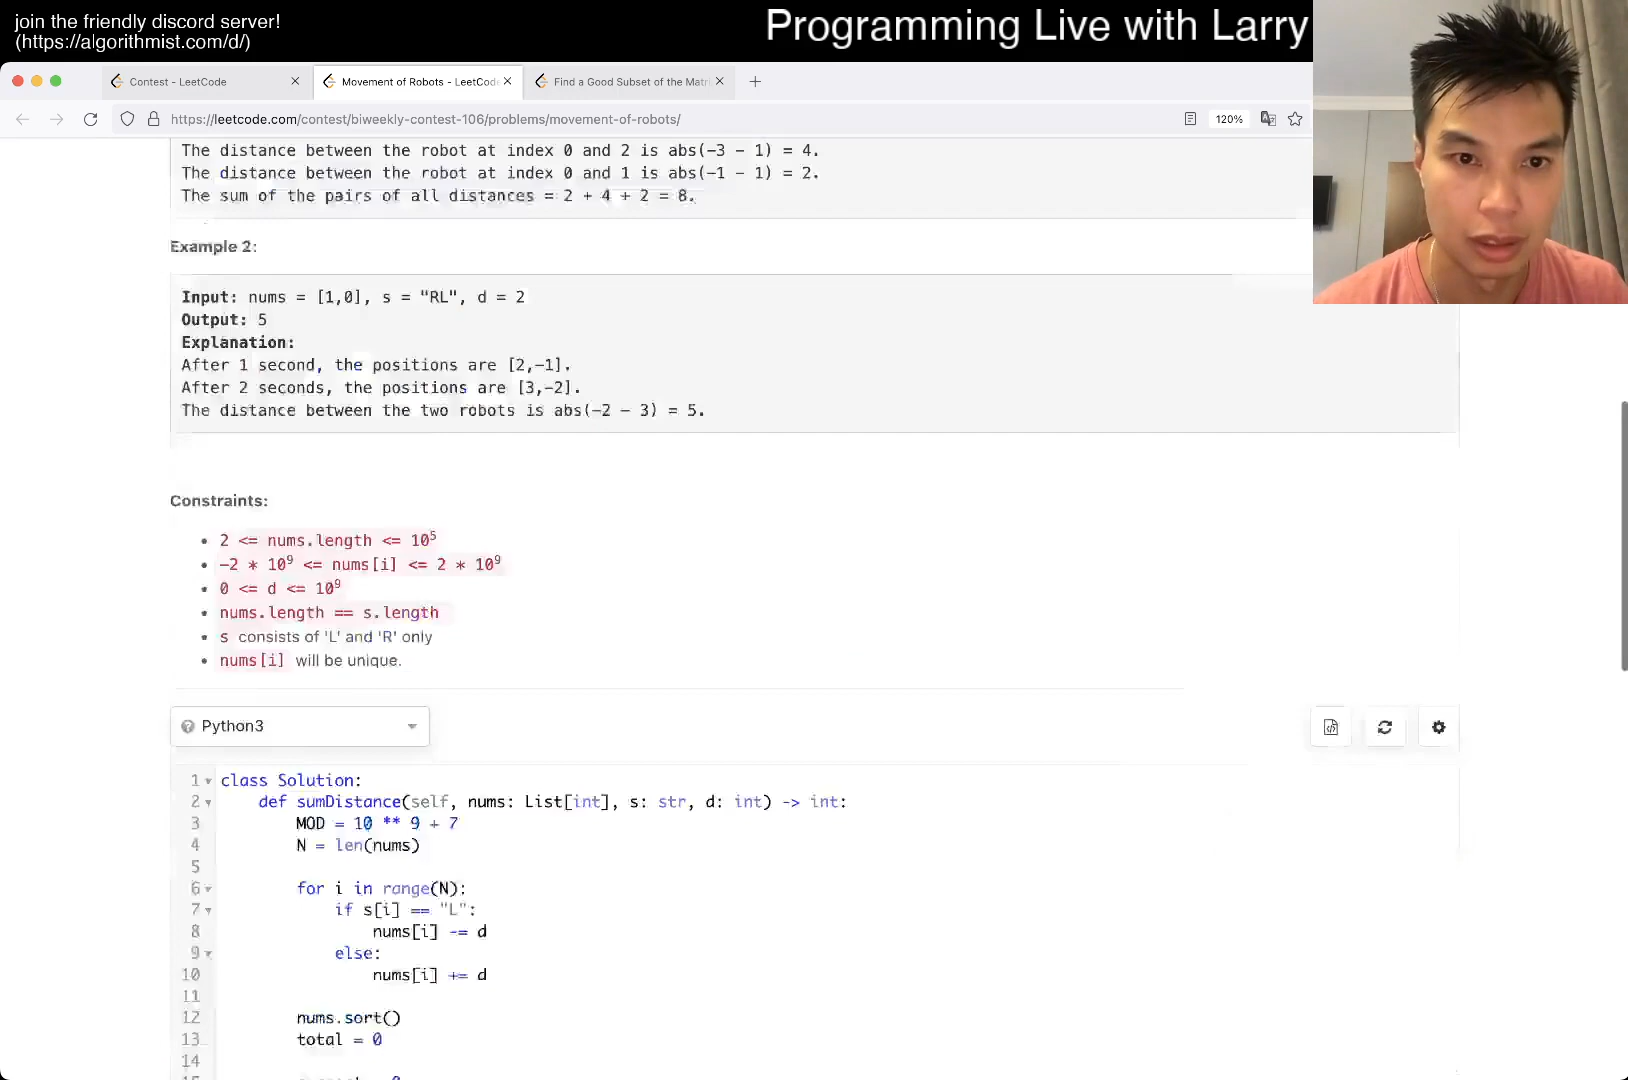 join the friendly discord server!
(https://algorithmist.com/d/)
Programming Live with Larry
Contest - LeetCode
Movement of Robots - LeetCode
Find a Good Subset of the Matri
https://leetcode.com/contest/biweekly-contest-106/problems/movement-of-robots/
120%
The distance between the robot at index 0 and 2 is abs(-3 - 1) = 4.
The distance between the robot at index 0 and 1 is abs(-1 - 1) = 2.
The sum of the pairs of all distances = 2 + 4 + 2 = 8.
Example 2:
Input: nums = [1,0], s = "RL", d = 2
Output: 5
Explanation:
After 1 second, the positions are [2,-1].
After 2 seconds, the positions are [3,-2].
The distance between the two robots is abs(-2 - 3) = 5.
Constraints:
2 <= nums.length <= 10⁵
-2 * 10⁹ <= nums[i] <= 2 * 10⁹
0 <= d <= 10⁹
nums.length == s.length
s consists of 'L' and 'R' only
nums[i] will be unique.
Python3
1 class Solution:
2 def sumDistance(self, nums: List[int], s: str, d: int) -> int:
3 MOD = 10 ** 9 + 7
4 N = len(nums)
5
6 for i in range(N):
7 if s[i] == "L":
8 nums[i] -= d
9 else:
10 nums[i] += d
11
12 nums.sort()
13 total = 0
14